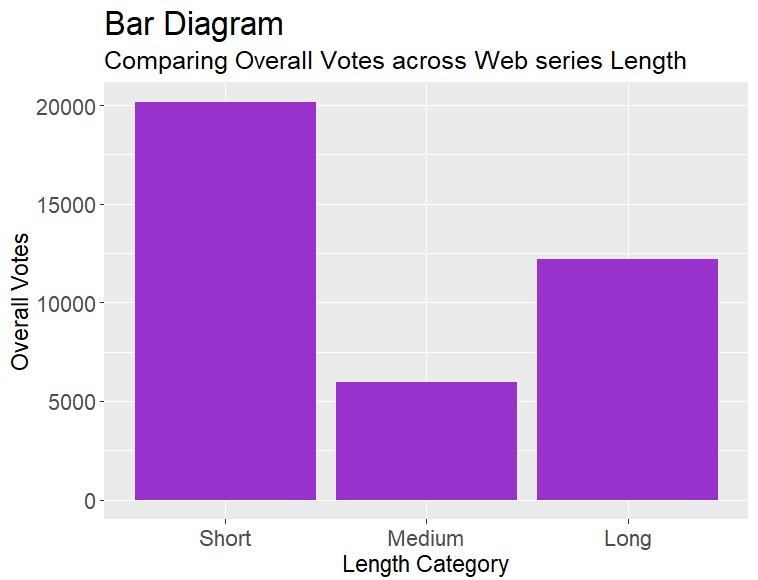 Bar Diagram
Comparing Overall Votes across Web series Length
Overall Votes
20000
15000
10000
5000
0
Short Medium Long
Length Category